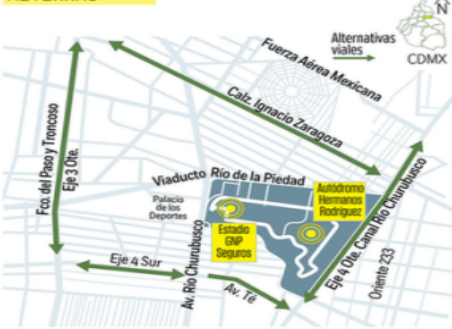 N
Alternativas
viales
CDMX
Fuerza Aérea Mexicana
Calz. Ignacio Zaragoza
Fco. del Paso y Troncoso
Eje 3 Ote.
Viaducto Río de la Piedad
Palacio
de los
Deportes
Autódromo
Hermanos
Rodríguez
Estadio
GNP
Seguros
Eje 4 Ote. Canal Río Churubusco
Oriente 233
Eje 4 Sur
Av. Río Churubusco
Av. Té